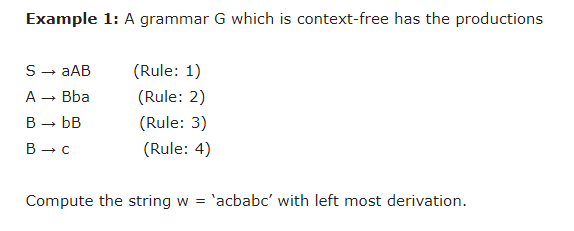 Example 1: A grammar G which is context-free has the productions
S → aAB (Rule: 1)
A → Bba (Rule: 2)
B → bB (Rule: 3)
B → c (Rule: 4)
Compute the string w = ‘acbabc’ with left most derivation.